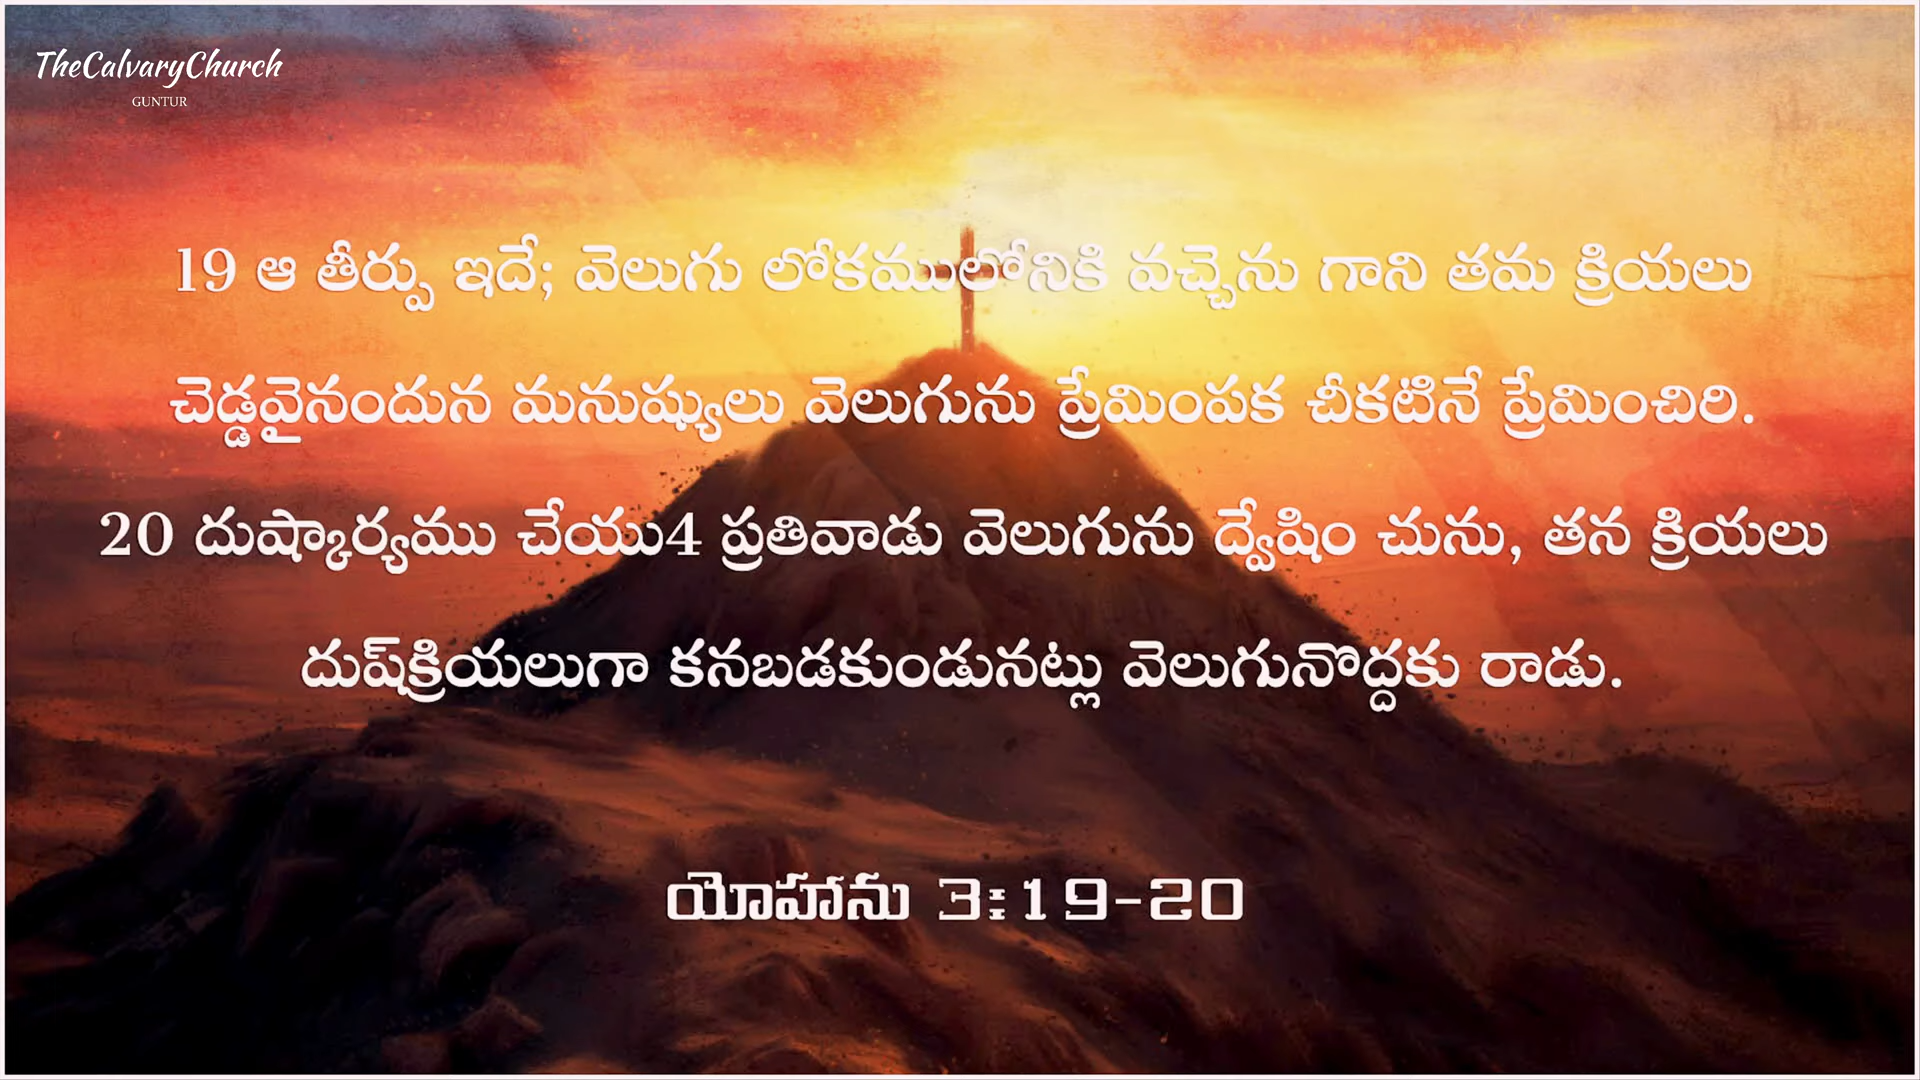 TheCalvaryChurch
GUNTUR
19 ఆ తీర్పు ఇదే; వెలుగు లోకములోనికి వచ్చెను గాని తమ క్రియలు
చెడ్డవైనందున మనుష్యులు వెలుగును ప్రేమింపక చీకటినే ప్రేమించిరి.
20 దుష్కార్యము చేయు4 ప్రతివాడు వెలుగును ద్వేషిం చును, తన క్రియలు
దుష్‌క్రియలుగా కనబడకుండునట్లు వెలుగునొద్దకు రాడు.
యోహాను 3:19-20